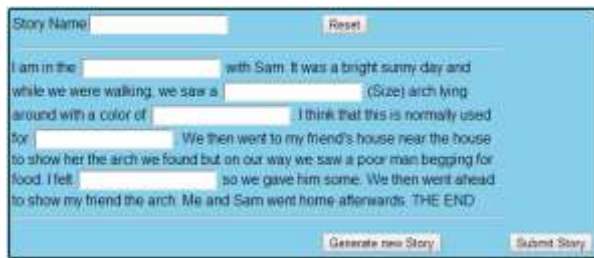 Story Name Reset
I am in the with Sam. It was a bright sunny day and
while we were walking, we saw a (Size) arch lying
around with a color of I think that this is normally used
for We then went to my friend's house near the house
to show her the arch we found but on our way we saw a poor man begging for
food. I felt so we gave him some. We then went ahead
to show my friend the arch. Me and Sam went home afterwards. THE END
Generate new Story Submit Story